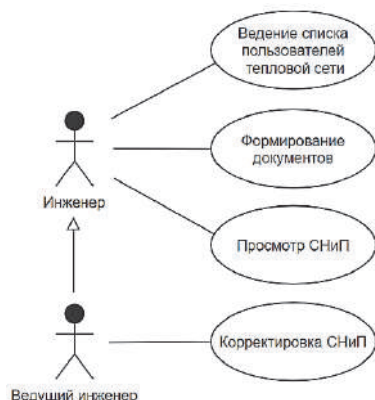 Ведение списка
пользователей
тепловой сети
Формирование
документов
Инженер
Просмотр СНиП
Корректировка СНиП
Ведущий инженер